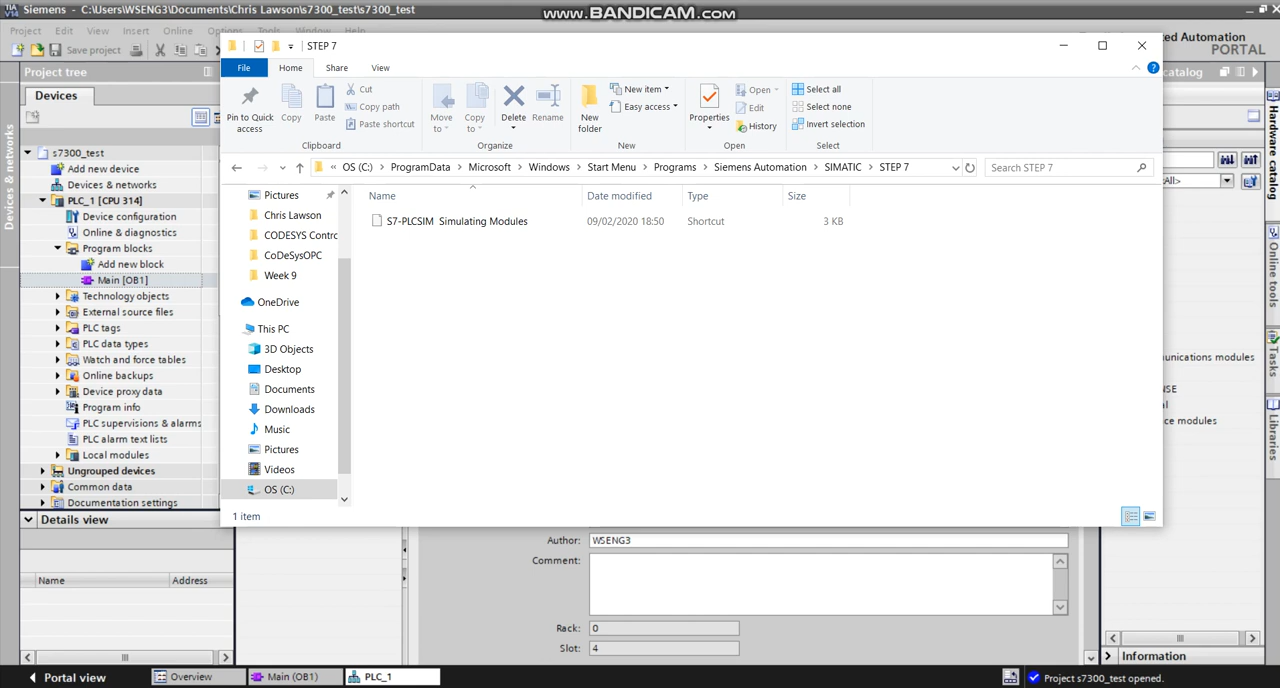 Siemens - C:\Users\WSENG3\Documents\Chris Lawson\s7300_test\s7300_test
www.BANDICAM.com
Project Edit View Insert Online Options Tools Window Help
Save project
ed Automation
PORTAL
STEP 7
File Home Share View
Pin to Quick access
Copy
Paste
Cut
Copy path
Paste shortcut
Clipboard
Move to
Copy to
Delete
Rename
Organize
New folder
New item
Easy access
New
Properties
Open
Edit
History
Open
Select all
Select none
Invert selection
Select
« OS (C:) > ProgramData > Microsoft > Windows > Start Menu > Programs > Siemens Automation > SIMATIC > STEP 7
Search STEP 7
Name Date modified Type Size
S7-PLCSIM Simulating Modules 09/02/2020 18:50 Shortcut 3 KB
Pictures
Chris Lawson
CODESYS Contro
CoDeSysOPC
Week 9
OneDrive
This PC
3D Objects
Desktop
Documents
Downloads
Music
Pictures
Videos
OS (C:)
1 item
Project tree
Devices
Devices & networks
s7300_test
Add new device
Devices & networks
PLC_1 [CPU 314]
Device configuration
Online & diagnostics
Program blocks
Add new block
Main [OB1]
Technology objects
External source files
PLC tags
PLC data types
Watch and force tables
Online backups
Device proxy data
Program info
PLC supervisions & alarms
PLC alarm text lists
Local modules
Ungrouped devices
Common data
Documentation settings
Details view
Name Address
Author: WSENG3
Comment:
Rack: 0
Slot: 4
catalog
All>
unications modules
ce modules
Information
Hardware catalog
Online tools
Tasks
Libraries
Portal view
Overview
Main (OB1)
PLC_1
Project s7300_test opened.